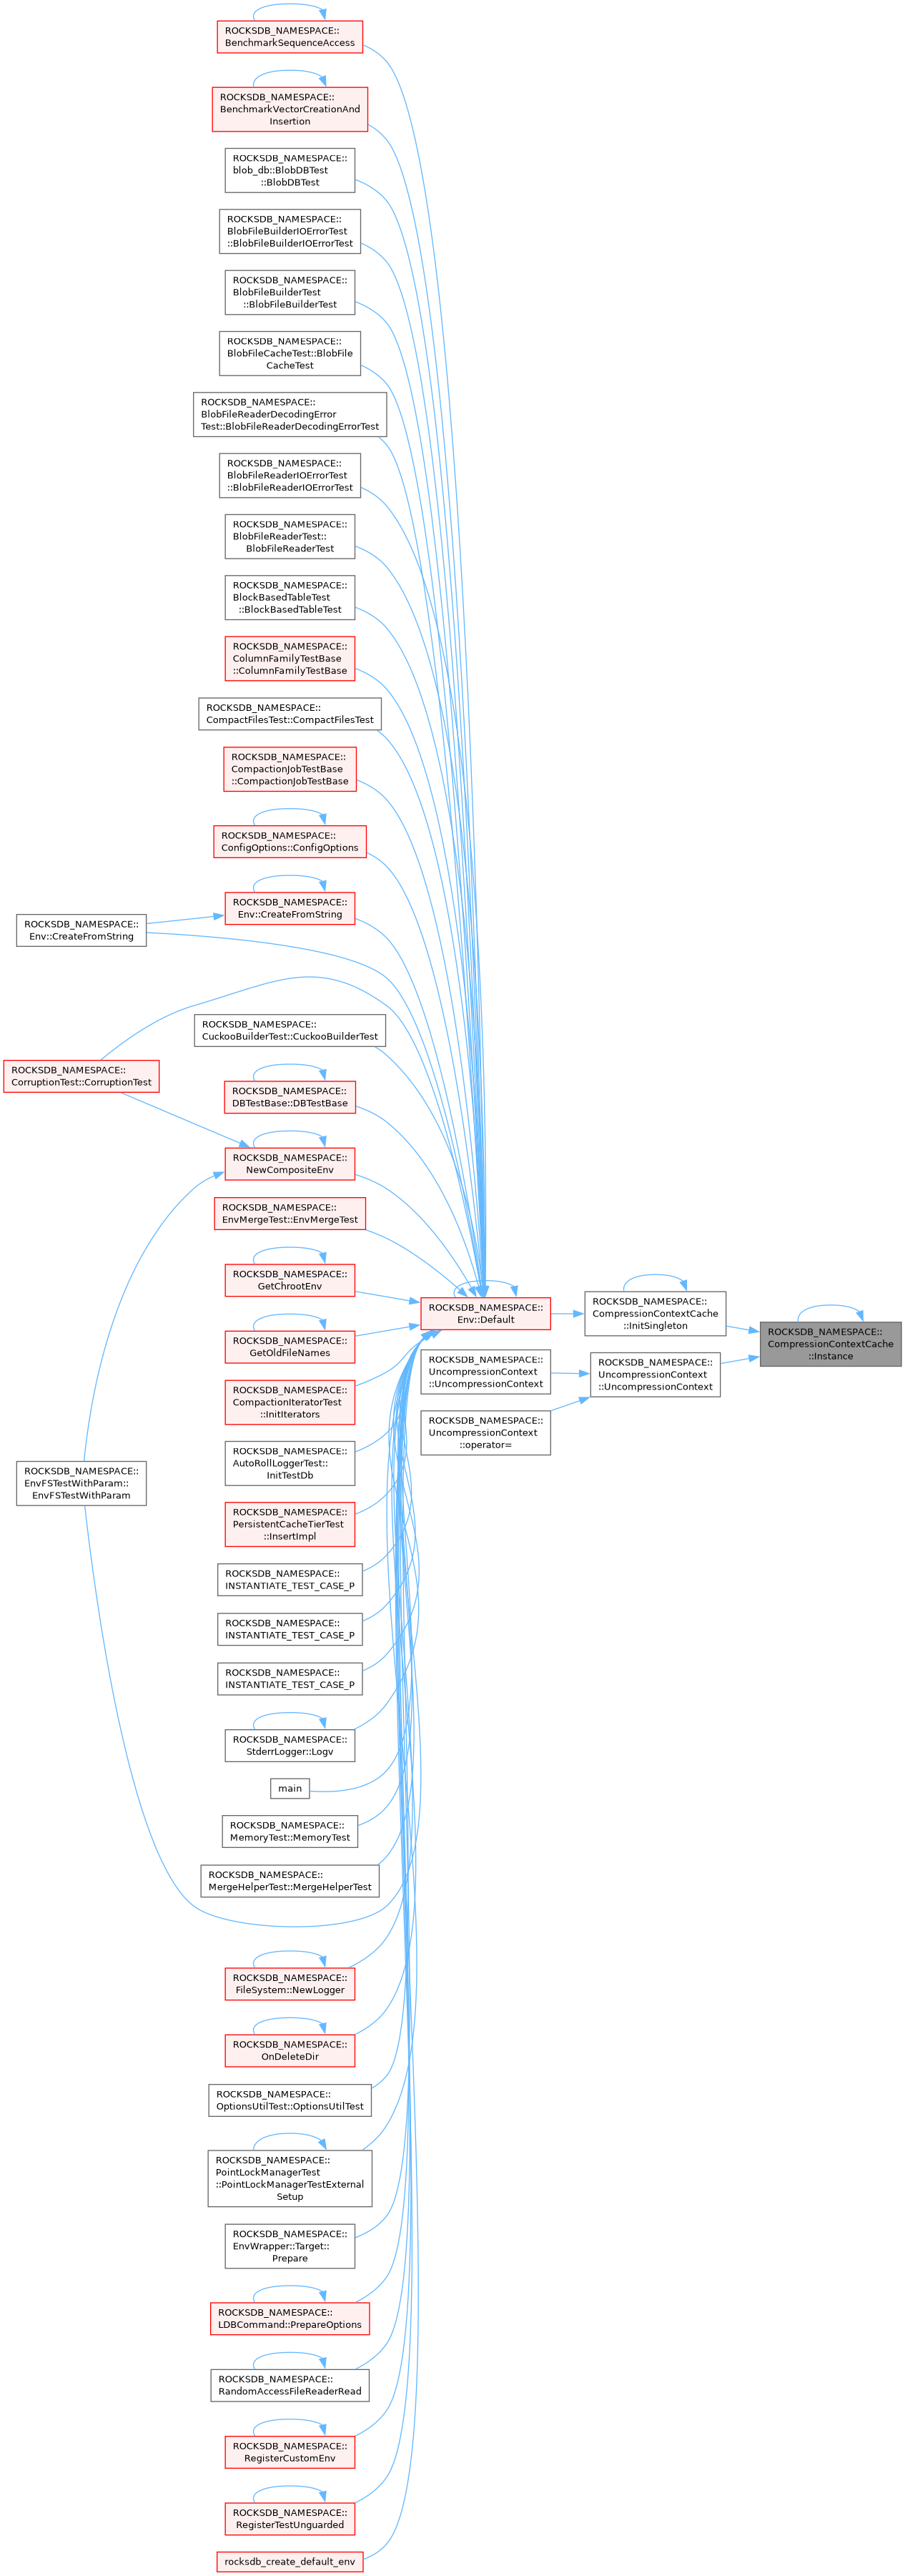 ROCKSDB_NAMESPACE::
BenchmarkSequenceAccess
ROCKSDB_NAMESPACE::
BenchmarkVectorCreationAnd
Insertion
ROCKSDB_NAMESPACE::
blob_db::BlobDBTest
::BlobDBTest
ROCKSDB_NAMESPACE::
BlobFileBuilderIOErrorTest
::BlobFileBuilderIOErrorTest
ROCKSDB_NAMESPACE::
BlobFileBuilderTest
::BlobFileBuilderTest
ROCKSDB_NAMESPACE::
BlobFileCacheTest::BlobFile
CacheTest
ROCKSDB_NAMESPACE::
BlobFileReaderDecodingError
Test::BlobFileReaderDecodingErrorTest
ROCKSDB_NAMESPACE::
BlobFileReaderIOErrorTest
::BlobFileReaderIOErrorTest
ROCKSDB_NAMESPACE::
BlobFileReaderTest::
BlobFileReaderTest
ROCKSDB_NAMESPACE::
BlockBasedTableTest
::BlockBasedTableTest
ROCKSDB_NAMESPACE::
ColumnFamilyTestBase
::ColumnFamilyTestBase
ROCKSDB_NAMESPACE::
CompactFilesTest::CompactFilesTest
ROCKSDB_NAMESPACE::
CompactionJobTestBase
::CompactionJobTestBase
ROCKSDB_NAMESPACE::
ConfigOptions::ConfigOptions
ROCKSDB_NAMESPACE::
Env::CreateFromString
ROCKSDB_NAMESPACE::
Env::CreateFromString
ROCKSDB_NAMESPACE::
CuckooBuilderTest::CuckooBuilderTest
ROCKSDB_NAMESPACE::
CorruptionTest::CorruptionTest
ROCKSDB_NAMESPACE::
DBTestBase::DBTestBase
ROCKSDB_NAMESPACE::
NewCompositeEnv
ROCKSDB_NAMESPACE::
EnvMergeTest::EnvMergeTest
ROCKSDB_NAMESPACE::
GetChrootEnv
ROCKSDB_NAMESPACE::
Env::Default
ROCKSDB_NAMESPACE::
CompressionContextCache
::InitSingleton
ROCKSDB_NAMESPACE::
CompressionContextCache
::Instance
ROCKSDB_NAMESPACE::
GetOldFileNames
ROCKSDB_NAMESPACE::
UncompressionContext
::UncompressionContext
ROCKSDB_NAMESPACE::
UncompressionContext
::UncompressionContext
ROCKSDB_NAMESPACE::
CompactionIteratorTest
::InitIterators
ROCKSDB_NAMESPACE::
UncompressionContext
::operator=
ROCKSDB_NAMESPACE::
AutoRollLoggerTest::
InitTestDb
ROCKSDB_NAMESPACE::
EnvFSTestWithParam::
EnvFSTestWithParam
ROCKSDB_NAMESPACE::
PersistentCacheTierTest
::InsertImpl
ROCKSDB_NAMESPACE::
INSTANTIATE_TEST_CASE_P
ROCKSDB_NAMESPACE::
INSTANTIATE_TEST_CASE_P
ROCKSDB_NAMESPACE::
INSTANTIATE_TEST_CASE_P
ROCKSDB_NAMESPACE::
StderrLogger::Logv
main
ROCKSDB_NAMESPACE::
MemoryTest::MemoryTest
ROCKSDB_NAMESPACE::
MergeHelperTest::MergeHelperTest
ROCKSDB_NAMESPACE::
FileSystem::NewLogger
ROCKSDB_NAMESPACE::
OnDeleteDir
ROCKSDB_NAMESPACE::
OptionsUtilTest::OptionsUtilTest
ROCKSDB_NAMESPACE::
PointLockManagerTest
::PointLockManagerTestExternal
Setup
ROCKSDB_NAMESPACE::
EnvWrapper::Target::
Prepare
ROCKSDB_NAMESPACE::
LDBCommand::PrepareOptions
ROCKSDB_NAMESPACE::
RandomAccessFileReaderRead
ROCKSDB_NAMESPACE::
RegisterCustomEnv
ROCKSDB_NAMESPACE::
RegisterTestUnguarded
rocksdb_create_default_env